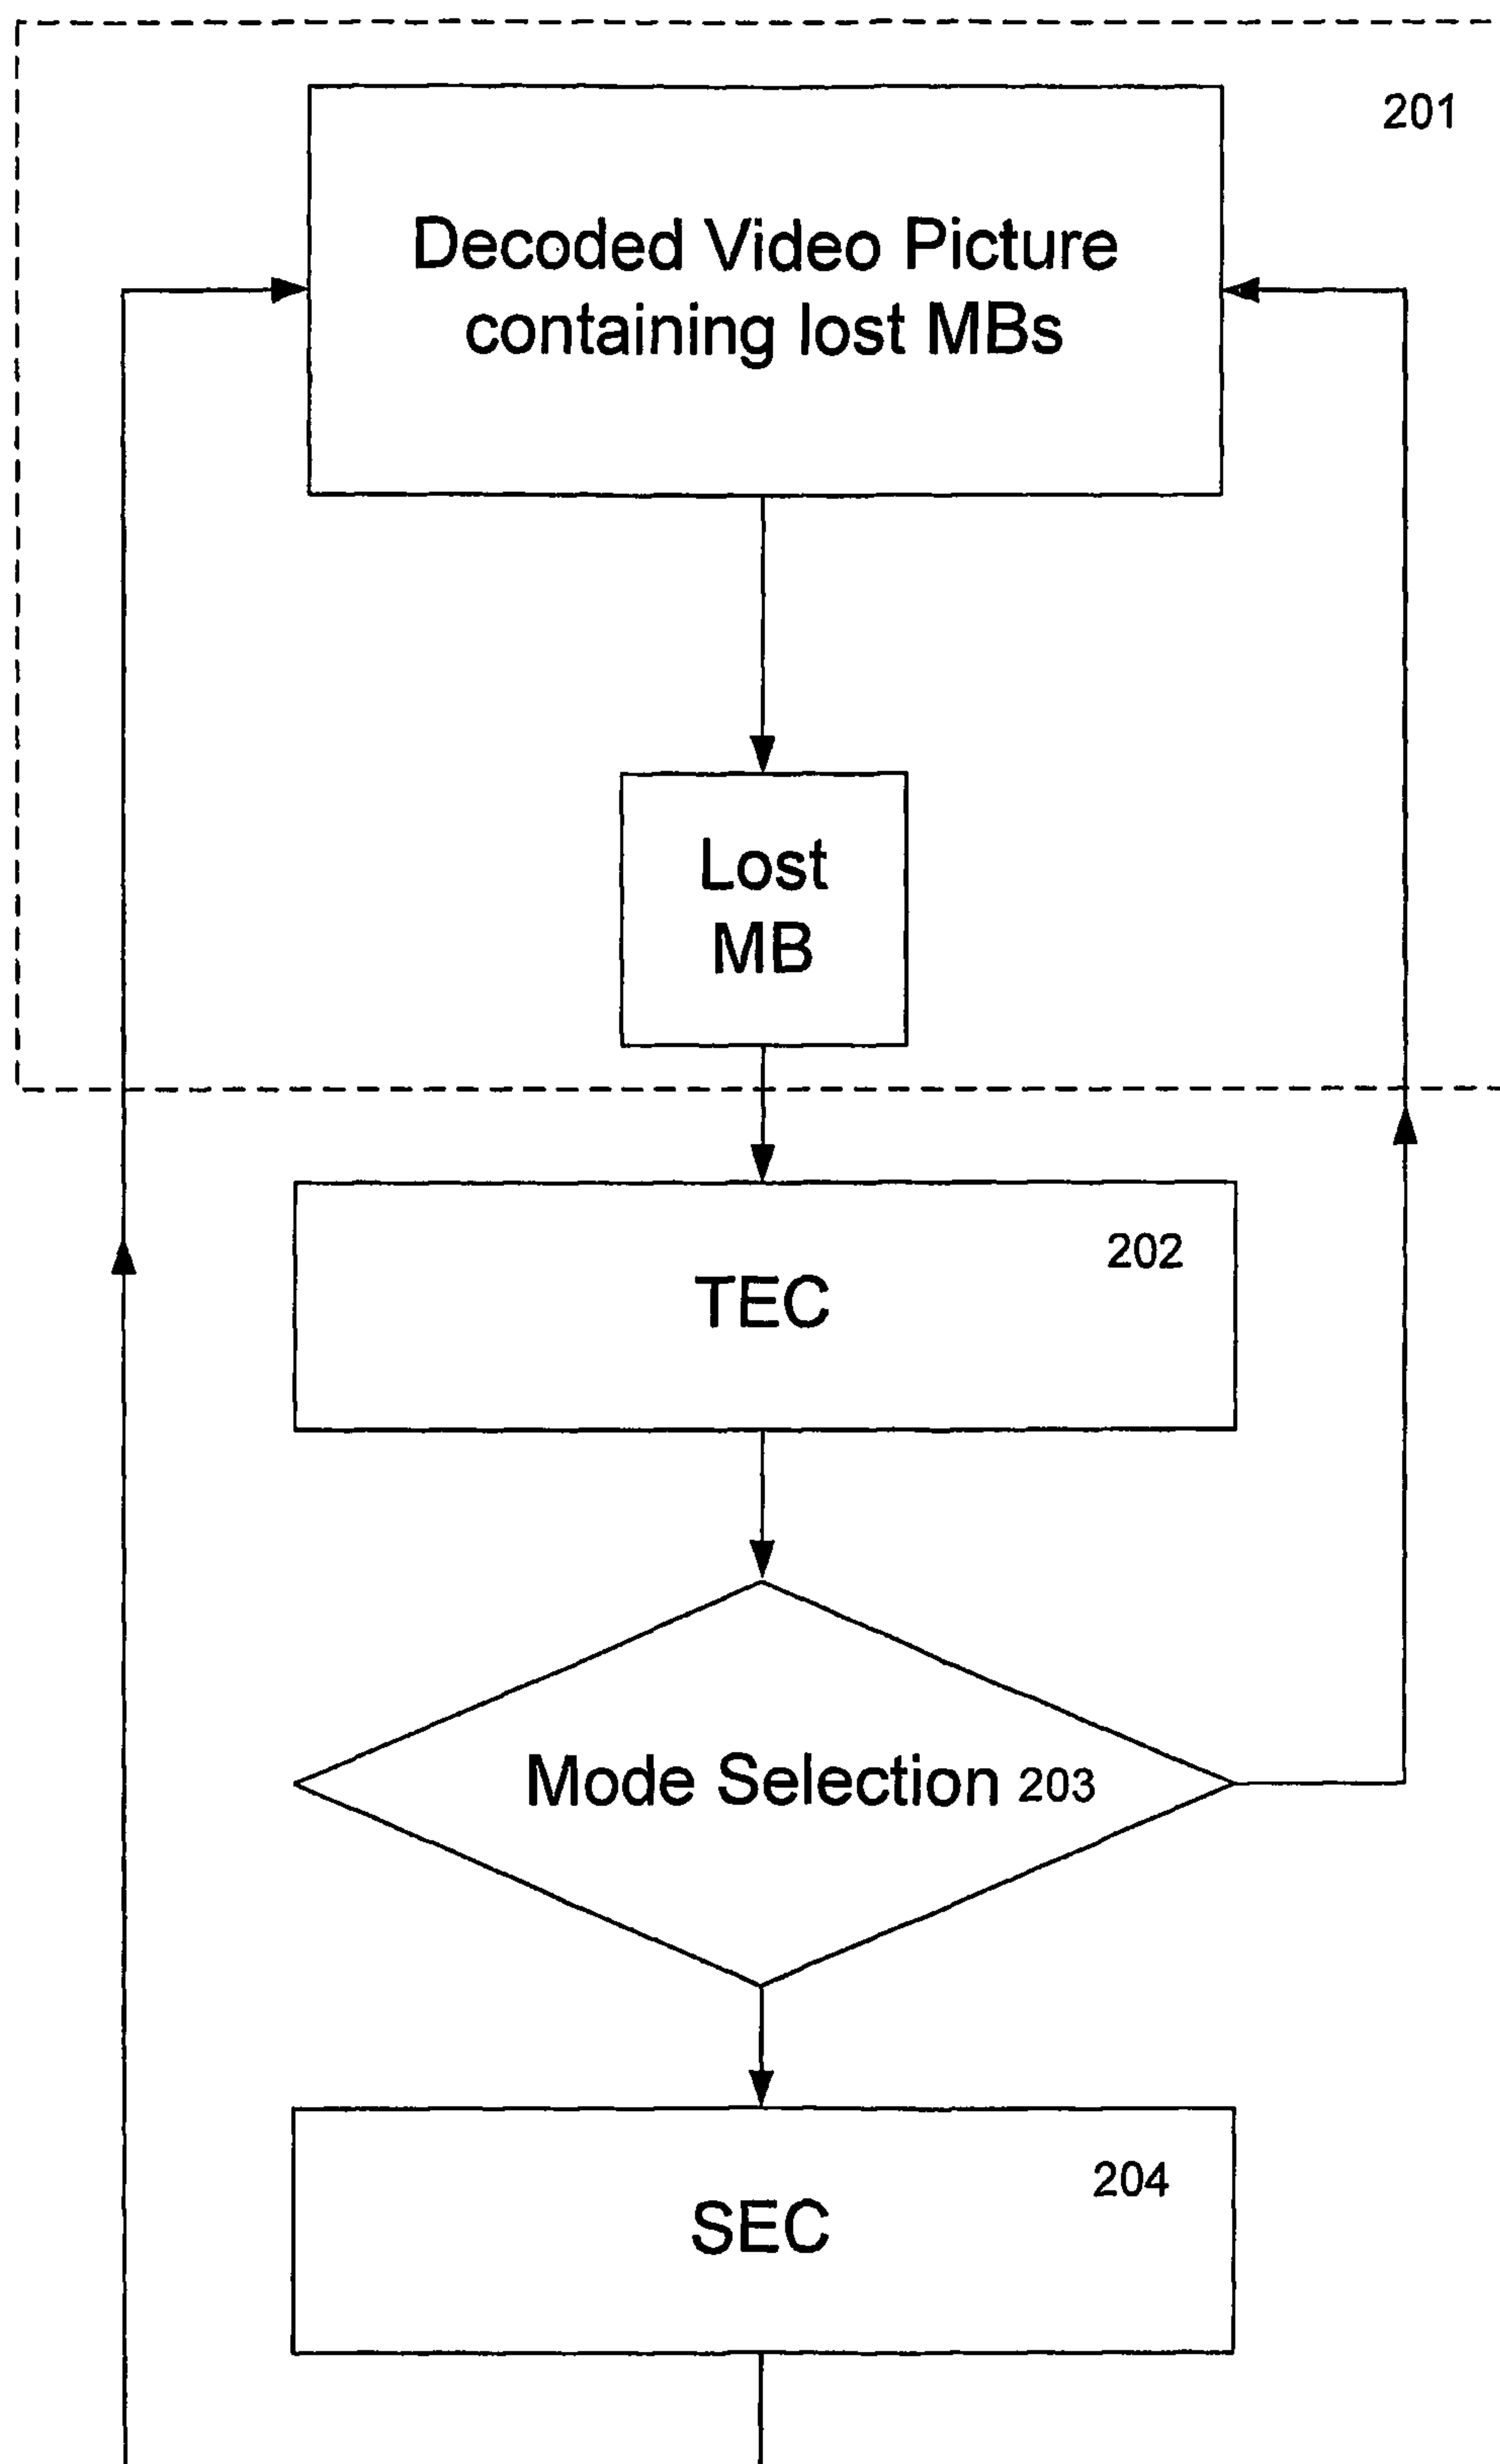 201
Decoded Video Picture
containing lost MBs
Lost
MB
202
TEC
Mode Selection 203
204
SEC